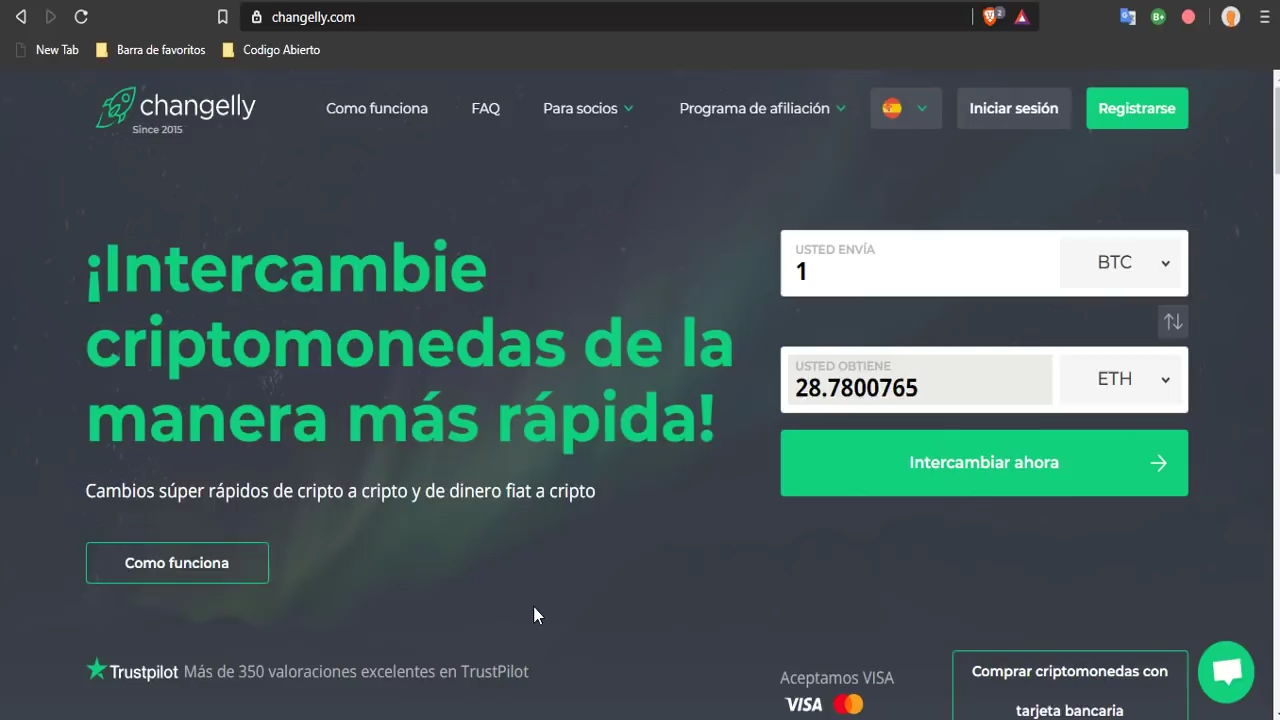 changelly.com
2
B+
New Tab
Barra de favoritos
Codigo Abierto
changelly
Since 2015
Como funciona
FAQ
Para socios
Programa de afiliación
Iniciar sesión
Registrarse
¡Intercambie
criptomonedas de la
manera más rápida!
Cambios súper rápidos de cripto a cripto y de dinero fiat a cripto
Como funciona
USTED ENVÍA
1
BTC
USTED OBTIENE
28.7800765
ETH
Intercambiar ahora
Trustpilot Más de 350 valoraciones excelentes en TrustPilot
Aceptamos VISA
VISA
Comprar criptomonedas con
tarjeta bancaria